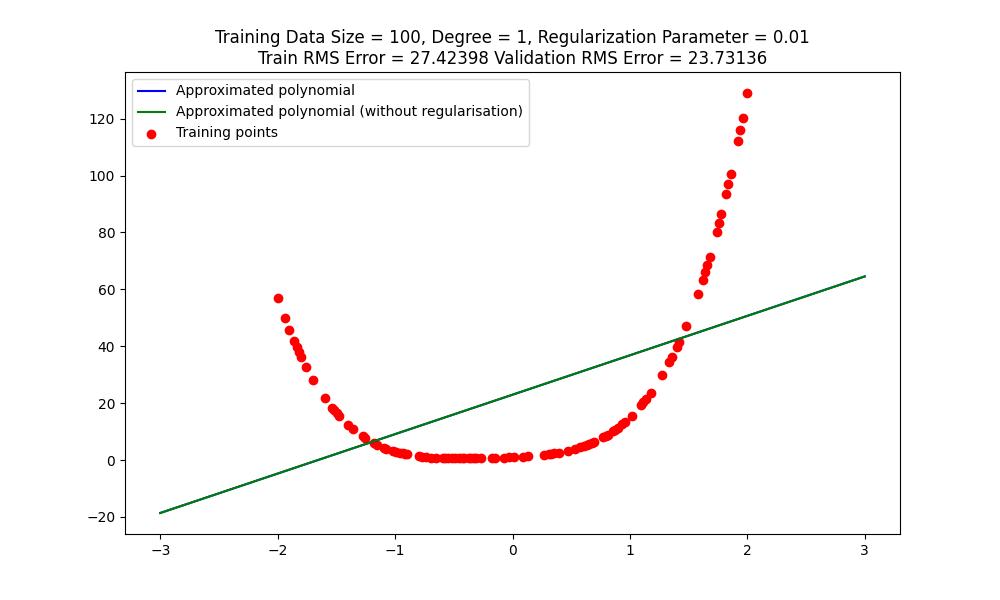 Training Data Size = 100, Degree = 1, Regularization Parameter = 0.01
Train RMS Error = 27.42398 Validation RMS Error = 23.73136
Approximated polynomial
Approximated polynomial (without regularisation)
Training points
120
100
80
60
40
20
0
−20
−3 −2 −1 0 1 2 3